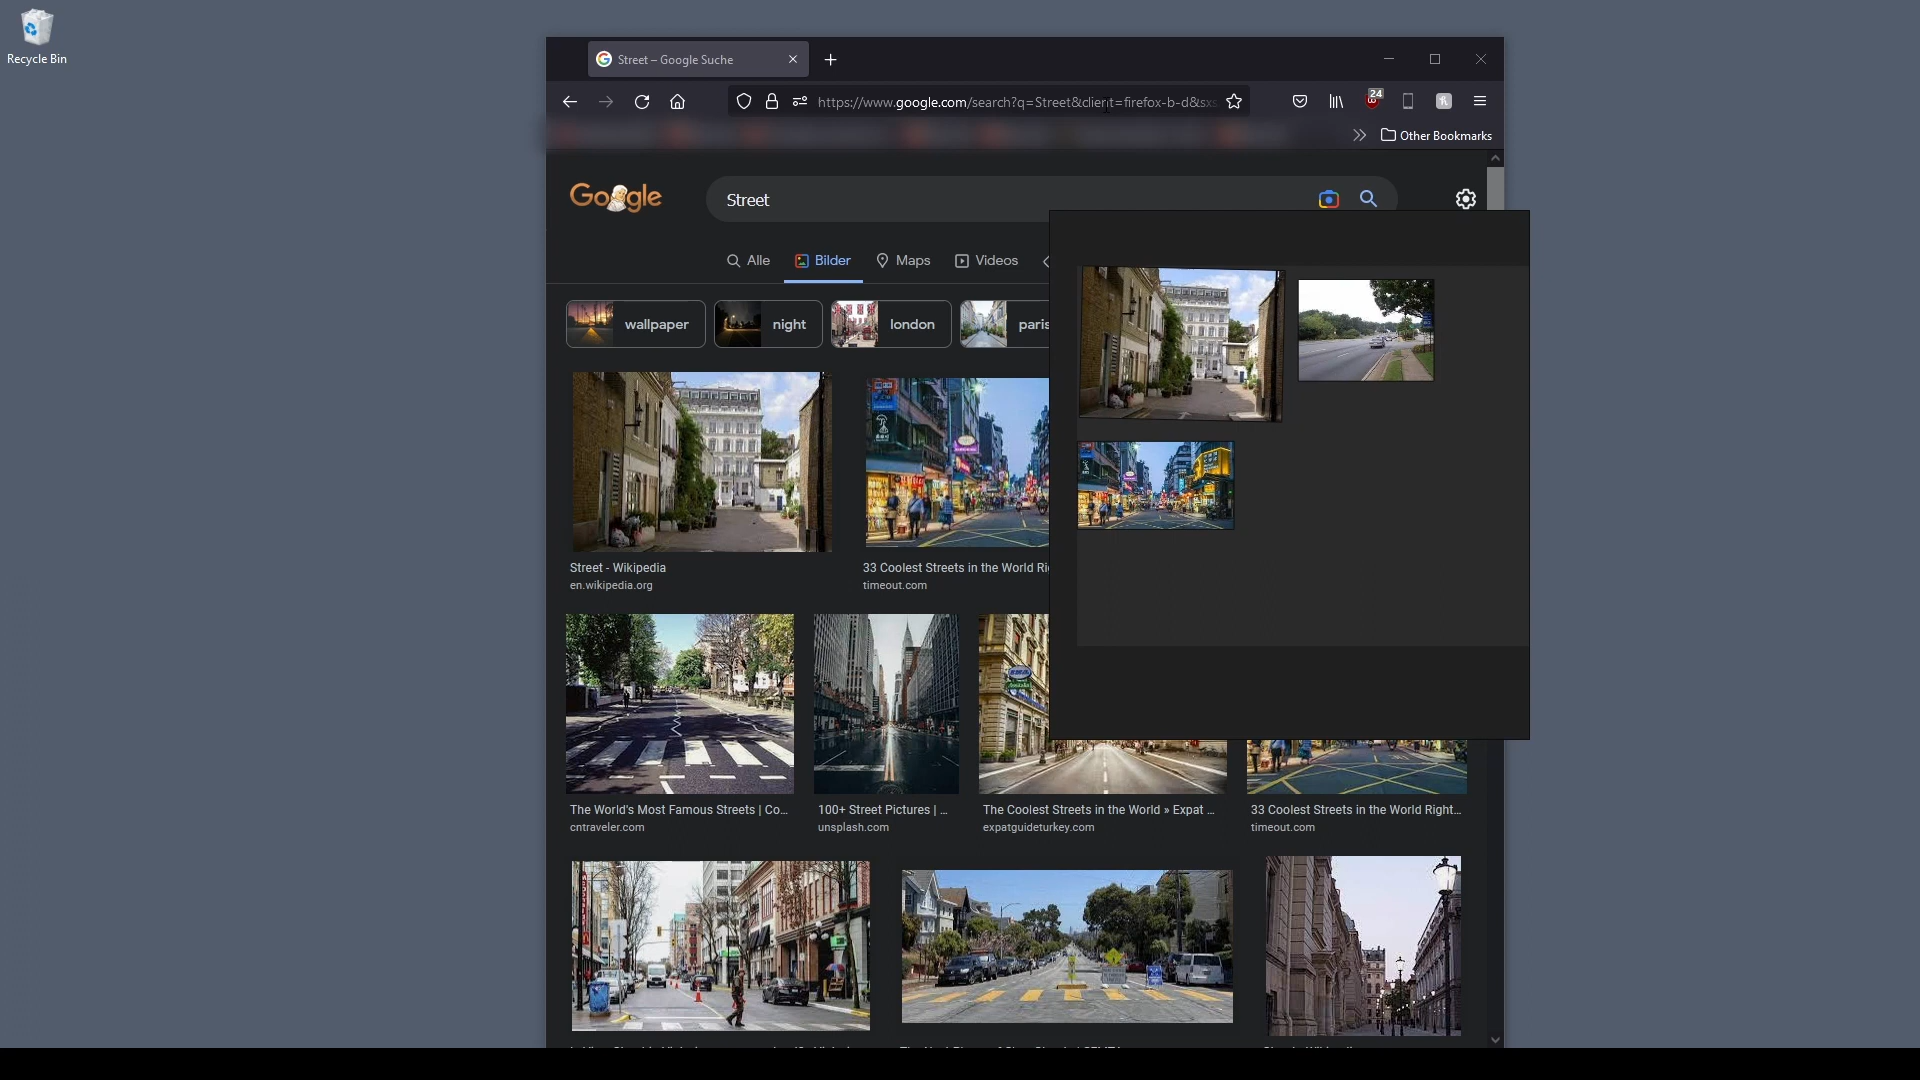 Recycle Bin
Street – Google Suche
https://www.google.com/search?q=Street&client=firefox-b-d&sxs
24
Other Bookmarks
Google
Street
Alle
Bilder
Maps
Videos
wallpaper
night
london
paris
Street - Wikipedia
en.wikipedia.org
33 Coolest Streets in the World Ri
timeout.com
The World's Most Famous Streets | Co...
cntraveler.com
100+ Street Pictures | ...
unsplash.com
The Coolest Streets in the World » Expat ...
expatguideturkey.com
33 Coolest Streets in the World Right...
timeout.com